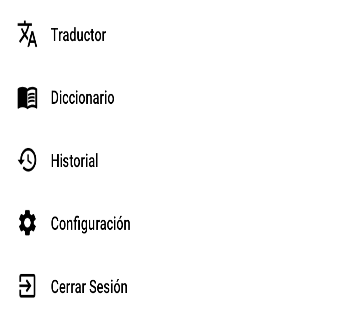 Traductor
Diccionario
Historial
Configuración
Cerrar Sesión